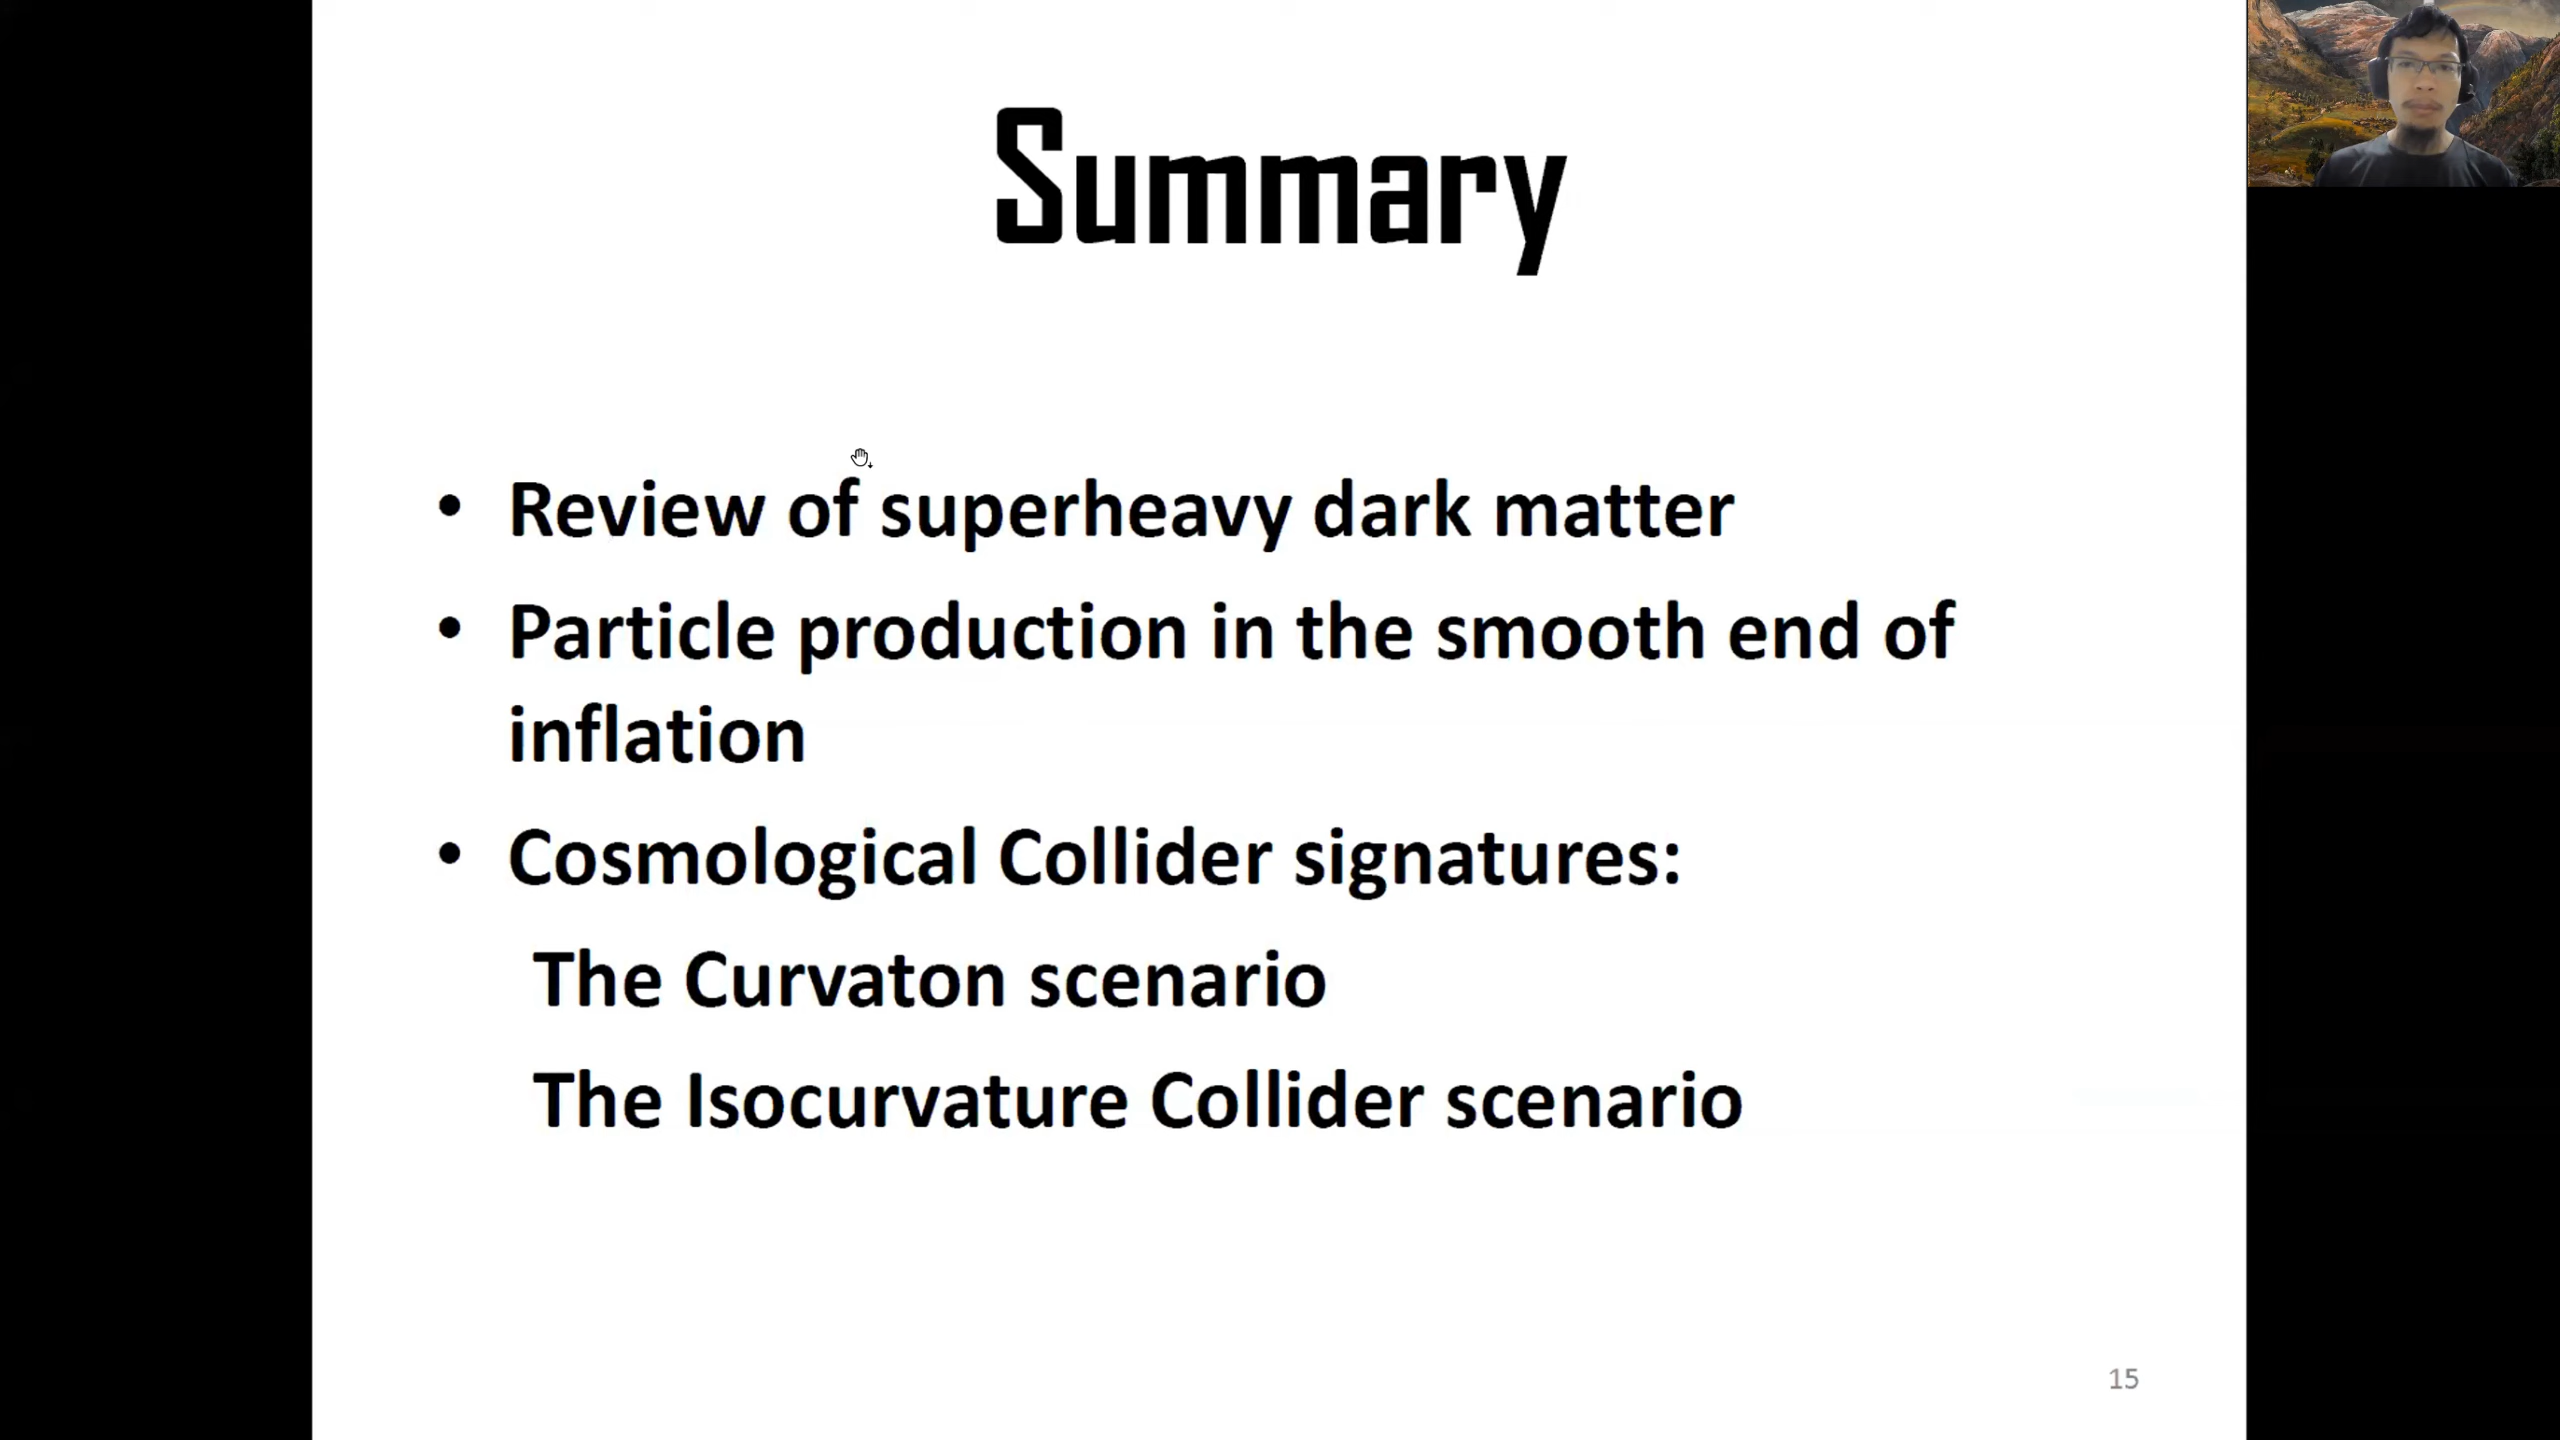 Summary
• Review of superheavy dark matter
• Particle production in the smooth end of
inflation
• Cosmological Collider signatures:
The Curvaton scenario
The Isocurvature Collider scenario
15